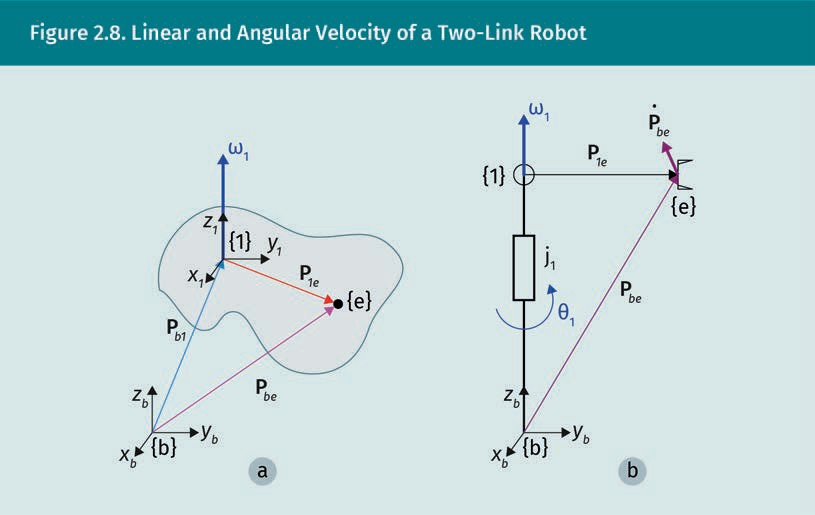 Figure 2.8. Linear and Angular Velocity of a Two-Link Robot
ω1
z1
{1}
y1
x1
P1e
{e}
Pb1
Pbe
zb
yb
xb
{b}
a
ω1
Ṗbe
P1e
{1}
{e}
j1
Pbe
θ1
zb
yb
xb
{b}
b